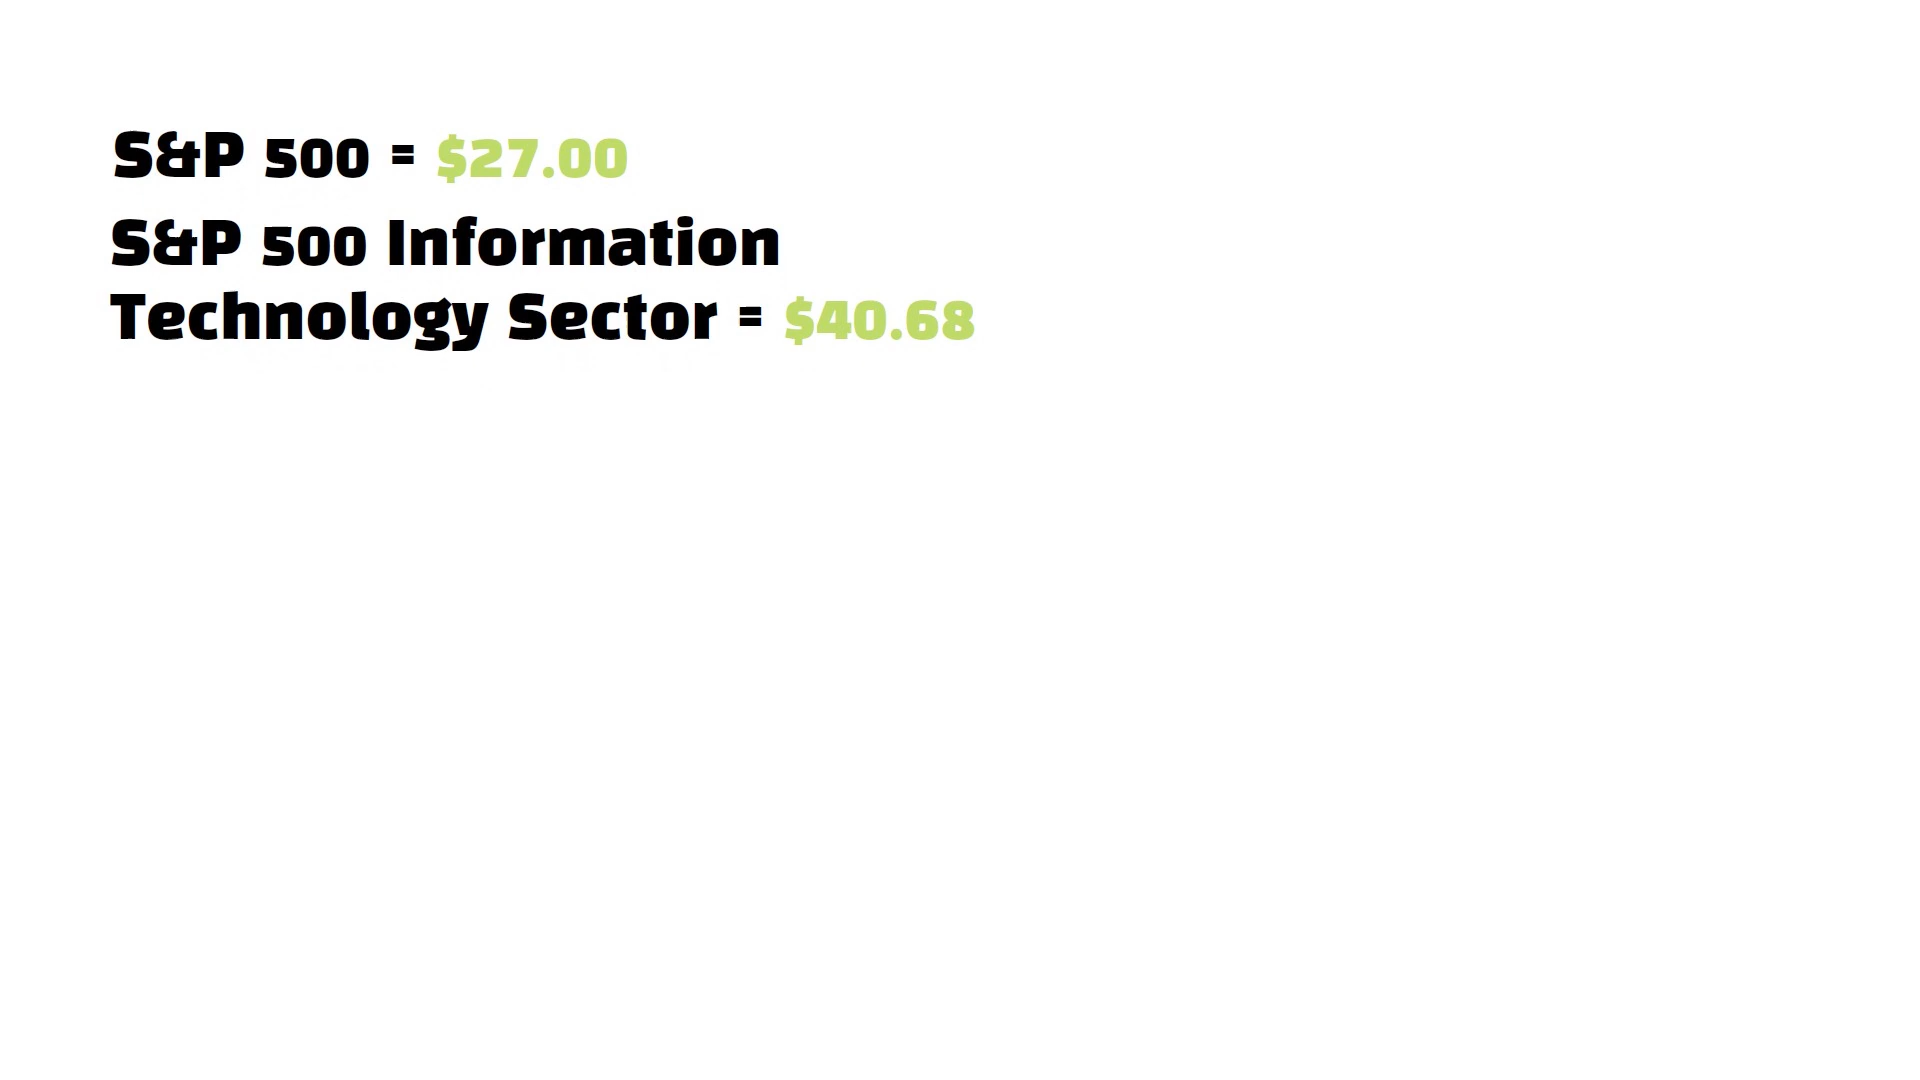 S&P 500 = $27.00
S&P 500 Information
Technology Sector = $40.68